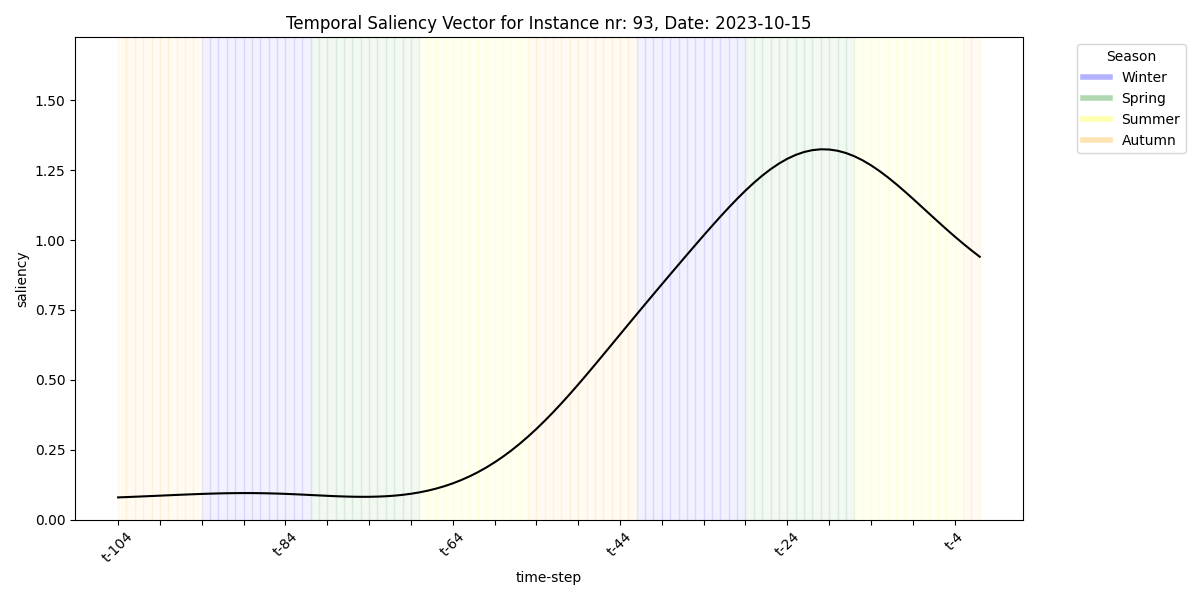 Temporal Saliency Vector for Instance nr: 93, Date: 2023-10-15
Season
Winter
Spring
Summer
Autumn
saliency
1.50
1.25
1.00
0.75
0.50
0.25
0.00
t-104
t-84
t-64
t-44
t-24
t-4
time-step